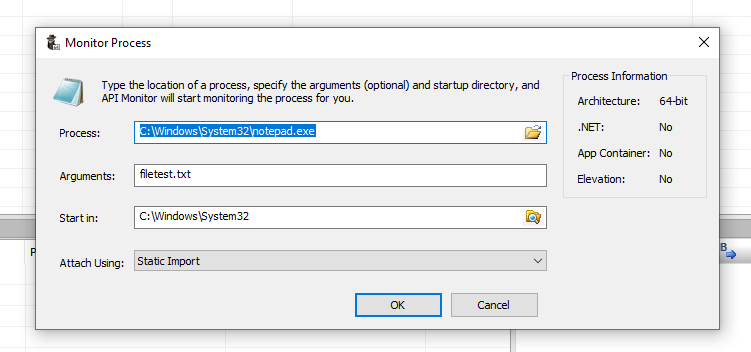 Monitor Process
Type the location of a process, specify the arguments (optional) and startup directory, and
API Monitor will start monitoring the process for you.
Process:
C:\Windows\System32\notepad.exe
Arguments:
filetest.txt
Start in:
C:\Windows\System32
Attach Using:
Static Import
OK
Cancel
Process Information
Architecture: 64-bit
.NET: No
App Container: No
Elevation: No
P
B